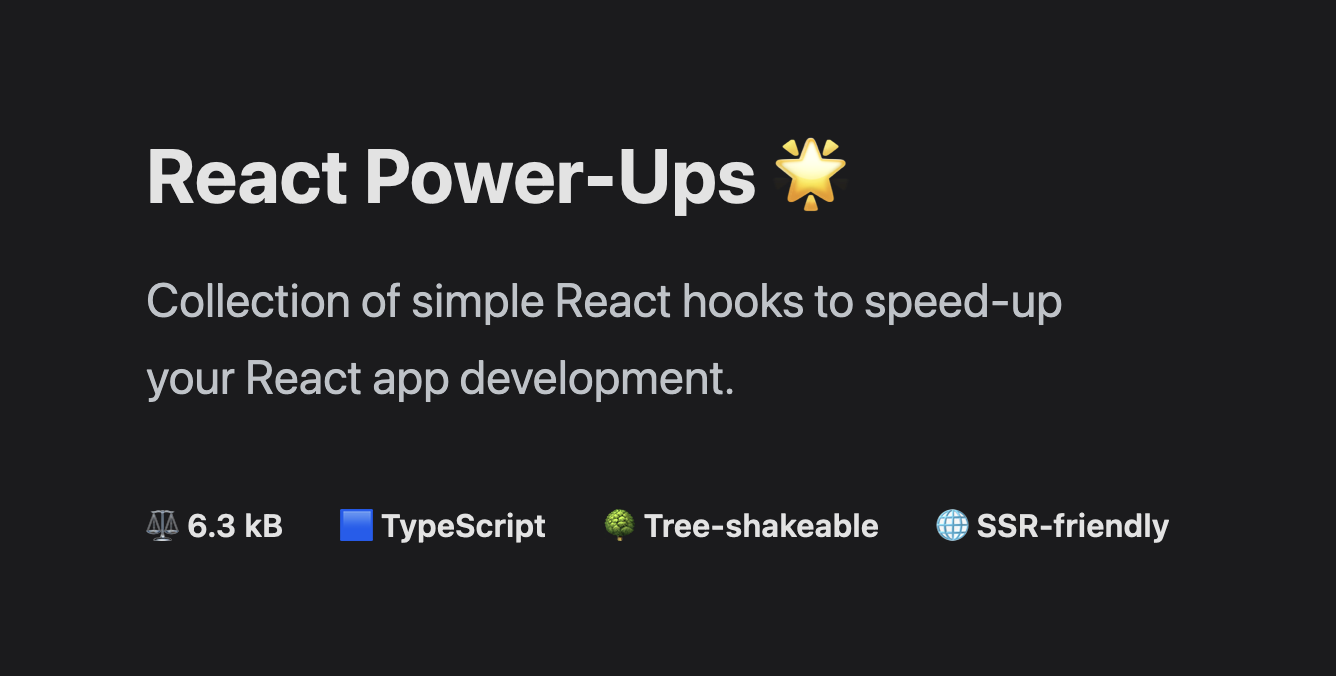 React Power-Ups 🌟
Collection of simple React hooks to speed-up
your React app development.
⚖️ 6.3 kB 🟦 TypeScript 🌳 Tree-shakeable 🌐 SSR-friendly